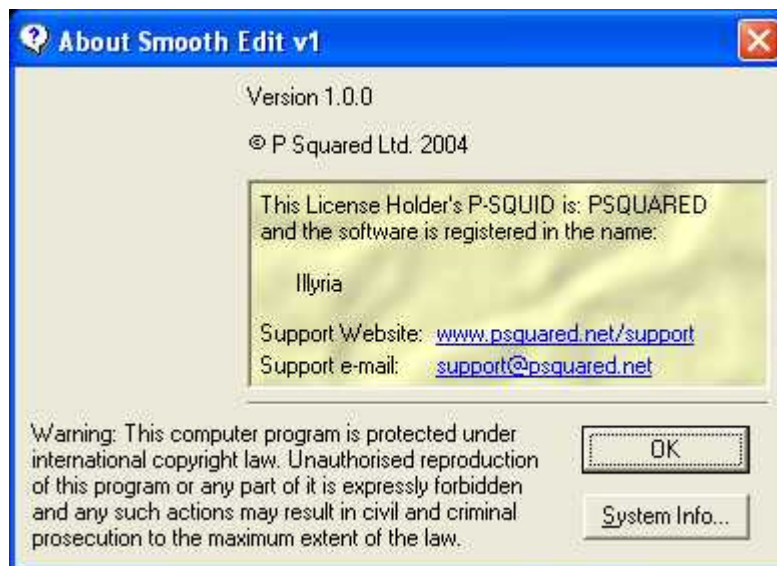 About Smooth Edit v1
Version 1.0.0
© P Squared Ltd. 2004
This License Holder's P-SQUID is: PSQUARED
and the software is registered in the name:
Illyria
Support Website: www.psquared.net/support
Support e-mail: support@psquared.net
Warning: This computer program is protected under
international copyright law. Unauthorised reproduction
of this program or any part of it is expressly forbidden
and any such actions may result in civil and criminal
prosecution to the maximum extent of the law.
OK
System Info...